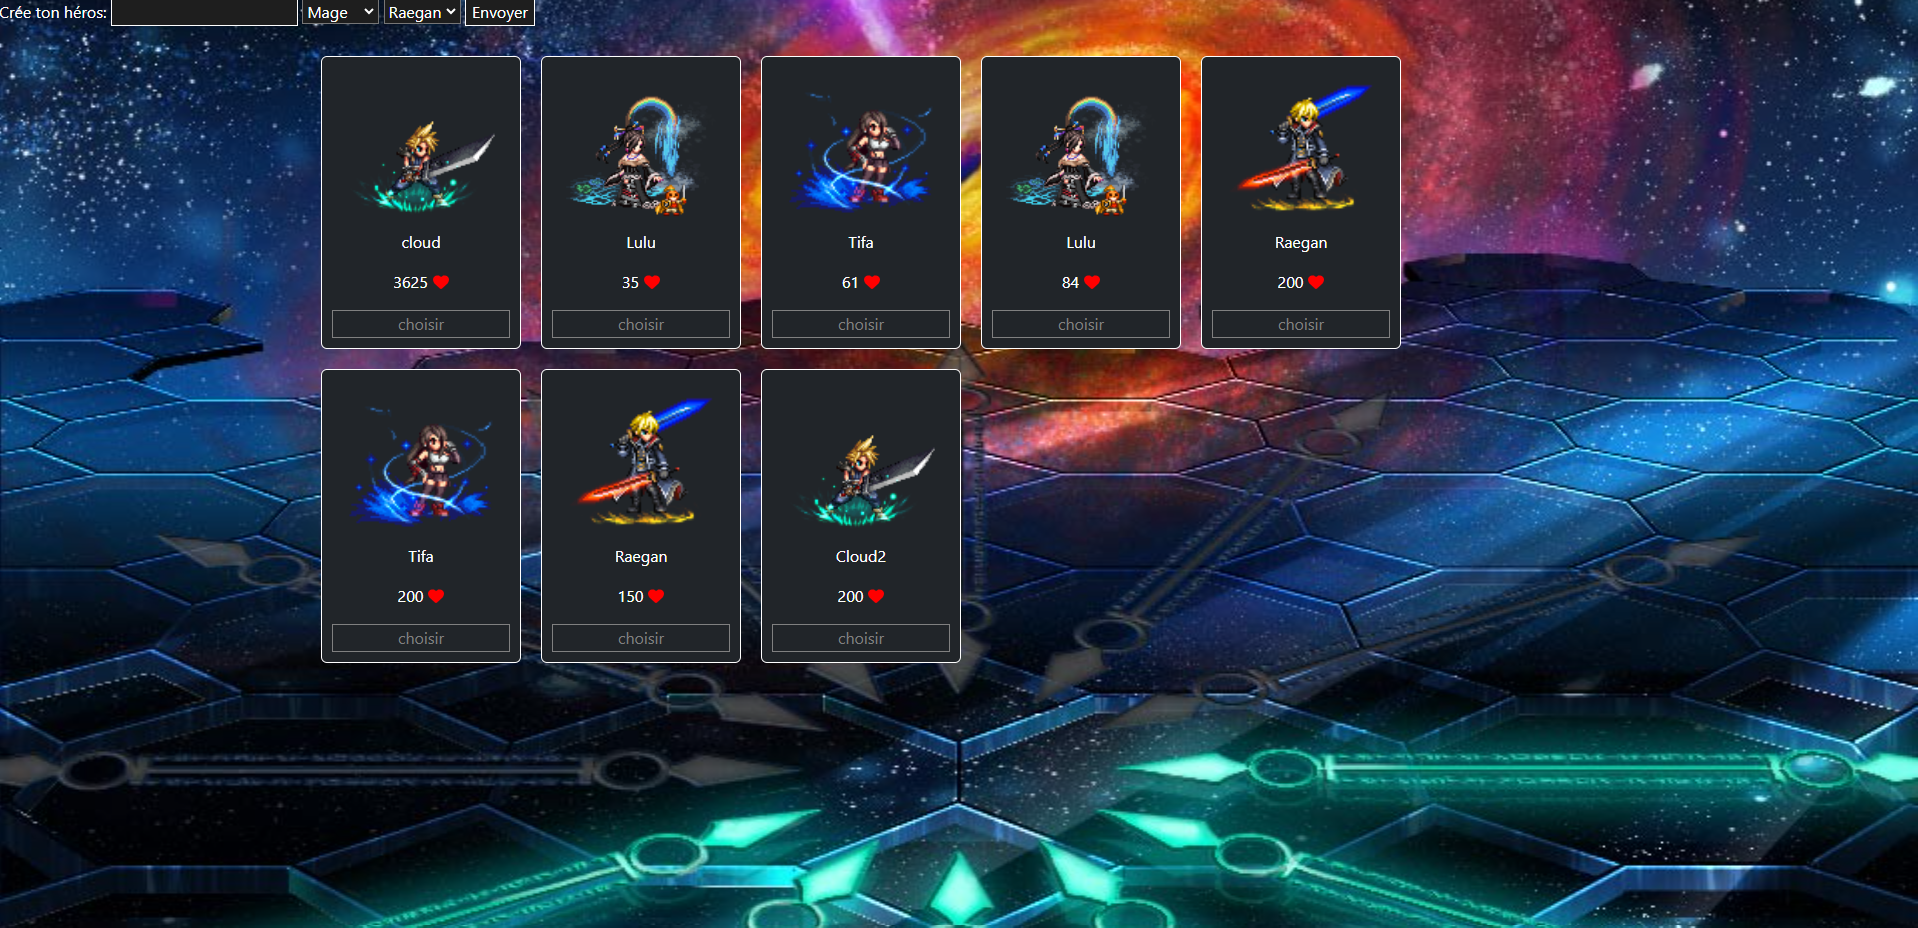 Crée ton héros: Mage Raegan Envoyer
cloud Lulu Tifa Lulu Raegan
3625 35 61 84 200
choisir choisir choisir choisir choisir
Tifa Raegan Cloud2
200 150 200
choisir choisir choisir